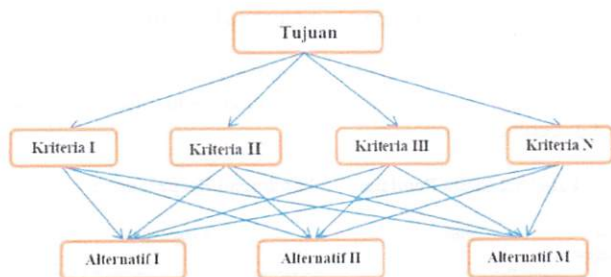 Tujuan
Kriteria I
Kriteria II
Kriteria III
Kriteria N
Alternatif I
Alternatif II
Alternatif M